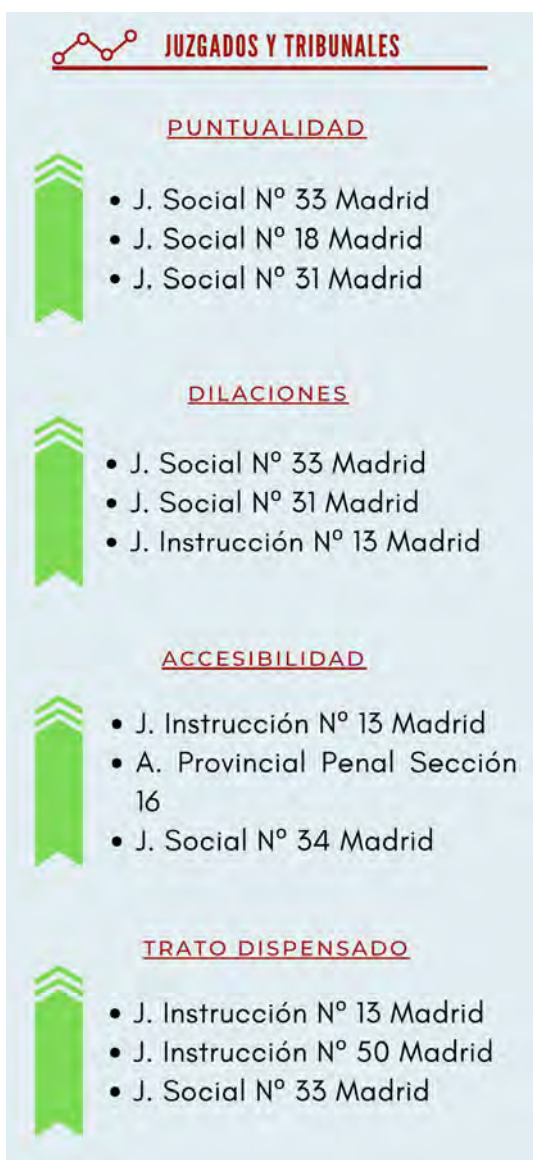 JUZGADOS Y TRIBUNALES
PUNTUALIDAD
• J. Social Nº 33 Madrid
• J. Social Nº 18 Madrid
• J. Social Nº 31 Madrid
DILACIONES
• J. Social Nº 33 Madrid
• J. Social Nº 31 Madrid
• J. Instrucción Nº 13 Madrid
ACCESIBILIDAD
• J. Instrucción Nº 13 Madrid
• A. Provincial Penal Sección
16
• J. Social Nº 34 Madrid
TRATO DISPENSADO
• J. Instrucción Nº 13 Madrid
• J. Instrucción Nº 50 Madrid
• J. Social Nº 33 Madrid